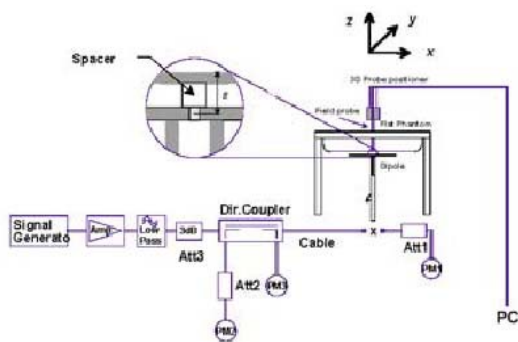 z
y
x
Spacer
s
3D Probe positioner
Field probe
Flat Phantom
Dipole
Signal
Generato
Amp
Low
Pass
3dB
Att3
Dir.Coupler
Cable
x
Att1
PM1
Att2
PM3
PM2
PC